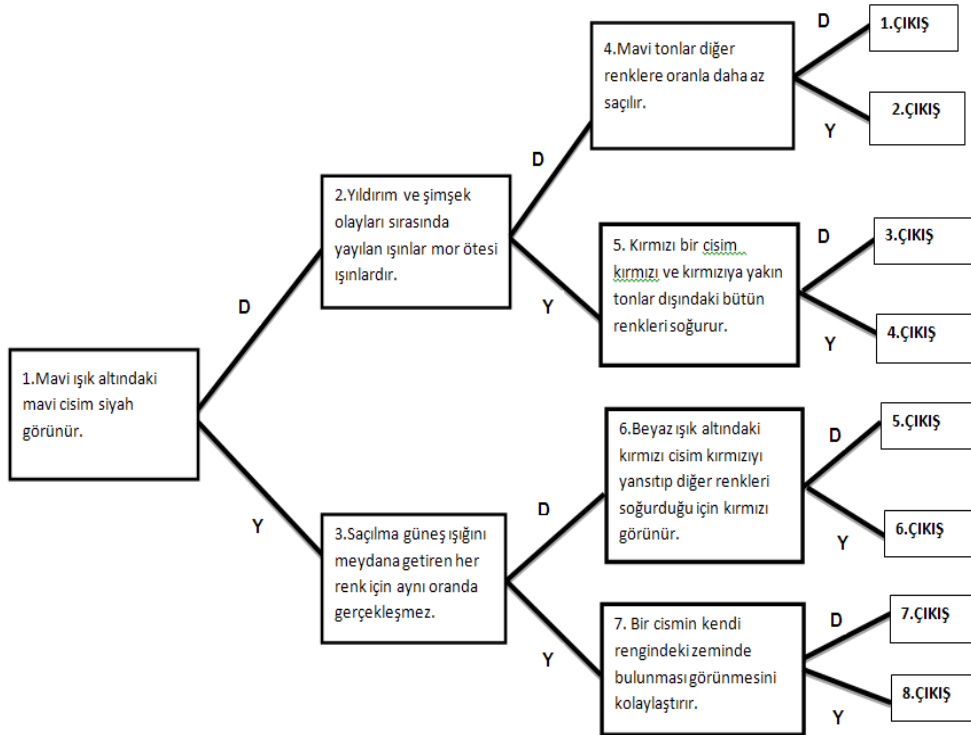 1.Mavi ışık altındaki
mavi cisim siyah
görünür.
D
Y
2.Yıldırım ve şimşek
olayları sırasında
yayılan ışınlar mor ötesi
ışınlardır.
D
Y
3.Saçılma güneş ışığını
meydana getiren her
renk için aynı oranda
gerçekleşmez.
D
Y
4.Mavi tonlar diğer
renklere oranla daha az
saçılır.
D
Y
1.ÇIKIŞ
2.ÇIKIŞ
5. Kırmızı bir cisim
kırmızı ve kırmızıya yakın
tonlar dışındaki bütün
renkleri soğurur.
D
Y
3.ÇIKIŞ
4.ÇIKIŞ
6.Beyaz ışık altındaki
kırmızı cisim kırmızıyı
yansıtıp diğer renkleri
soğurduğu için kırmızı
görünür.
D
Y
5.ÇIKIŞ
6.ÇIKIŞ
7. Bir cismin kendi
rengindeki zeminde
bulunması görünmesini
kolaylaştırır.
D
Y
7.ÇIKIŞ
8.ÇIKIŞ